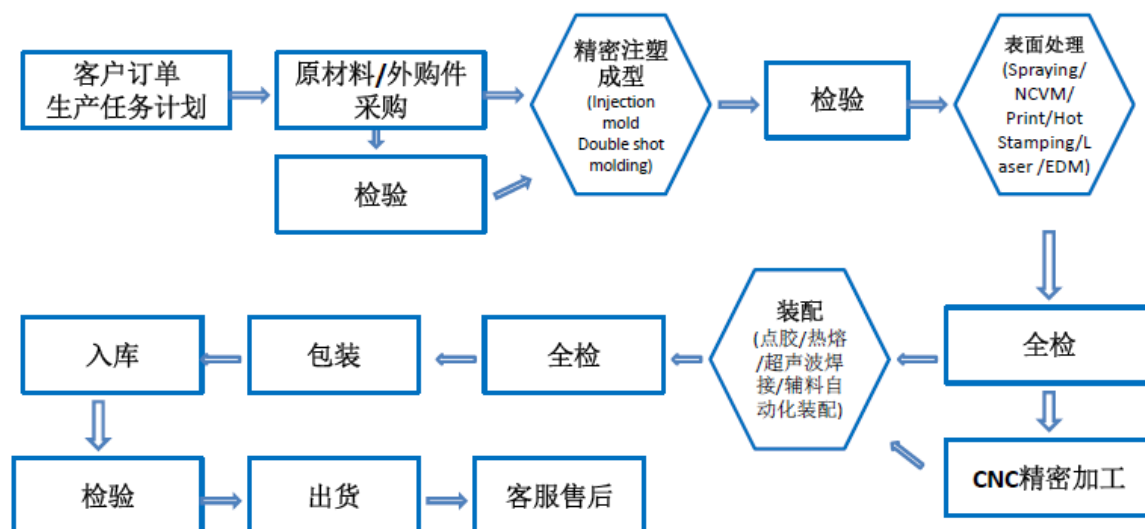 客户订单
生产任务计划
原材料/外购件
采购
检验
精密注塑
成型
(Injection
mold
Double shot
molding)
检验
表面处理
(Spraying/
NCVM/
Print/Hot
Stamping/L
aser /EDM)
全检
CNC精密加工
装配
(点胶/热熔
/超声波焊
接/辅料自
动化装配)
全检
包装
入库
检验
出货
客服售后